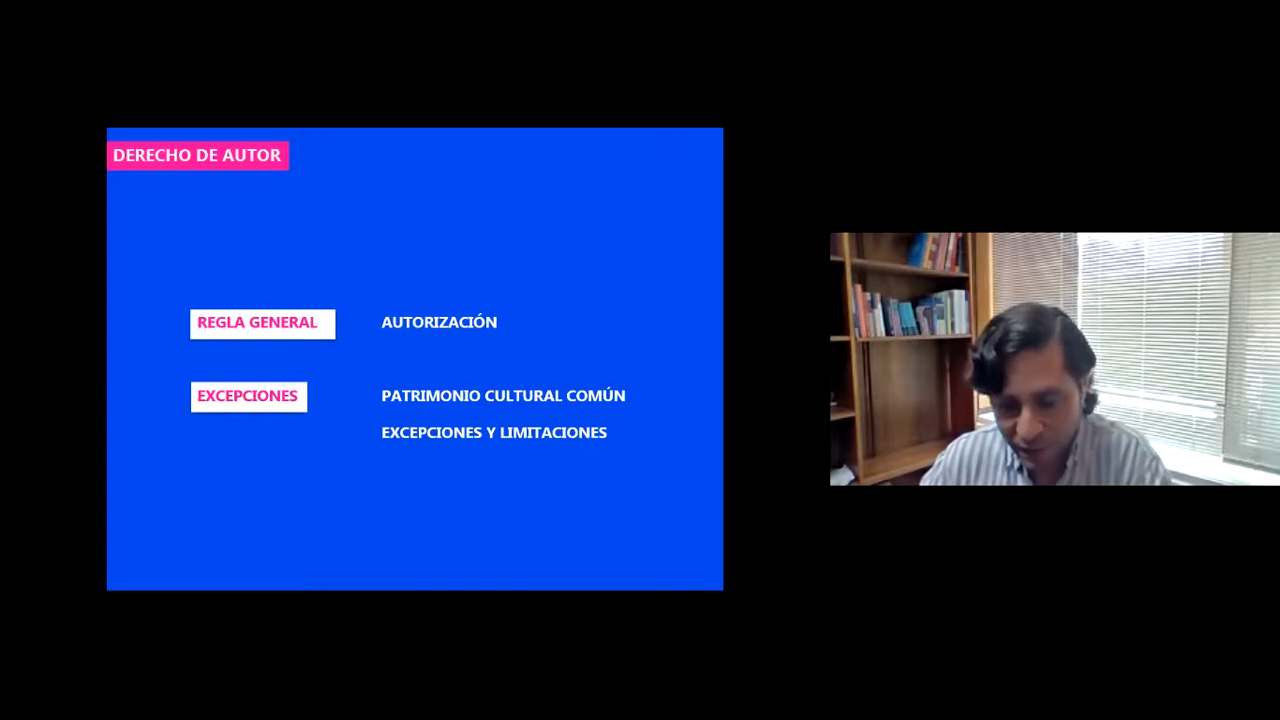 DERECHO DE AUTOR
REGLA GENERAL AUTORIZACIÓN
EXCEPCIONES PATRIMONIO CULTURAL COMÚN
EXCEPCIONES Y LIMITACIONES